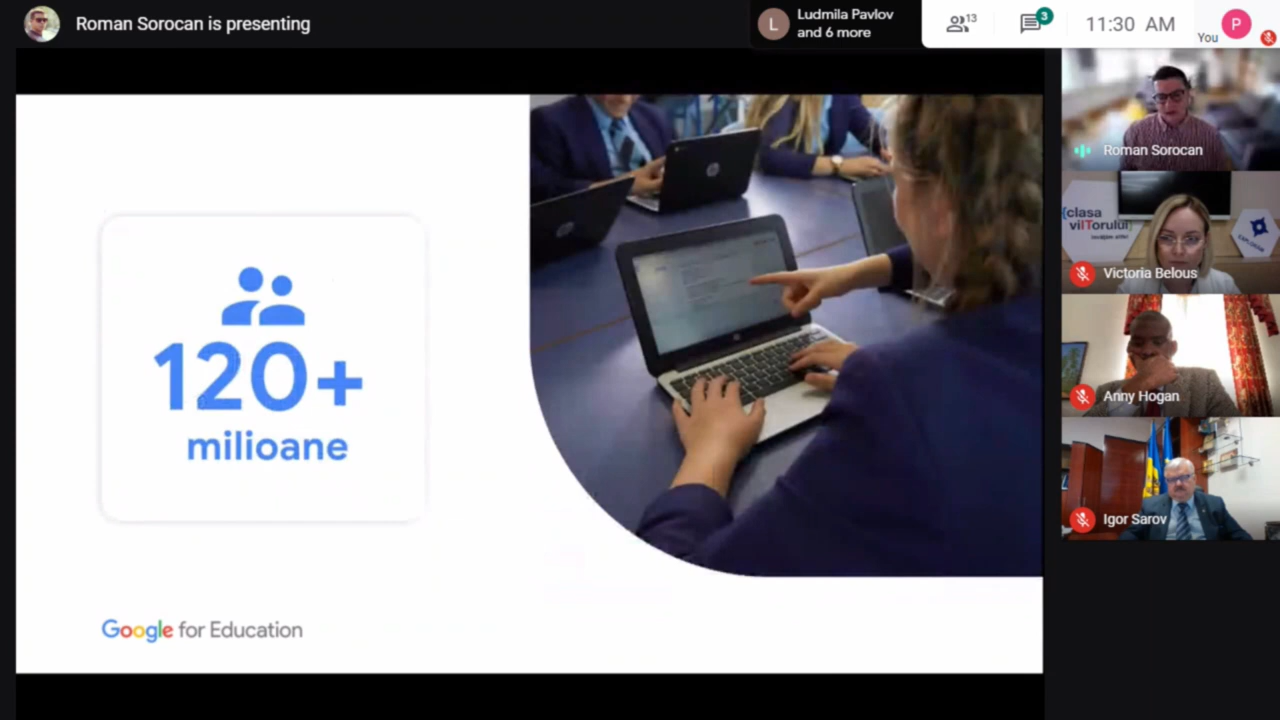 Roman Sorocan is presenting
L
Ludmila Pavlov
and 6 more
13
3
11:30 AM
You
P
120+
milioane
Google for Education
Roman Sorocan
{clasa
viITorului}
Victoria Belous
Anny Hogan
Igor Sarov